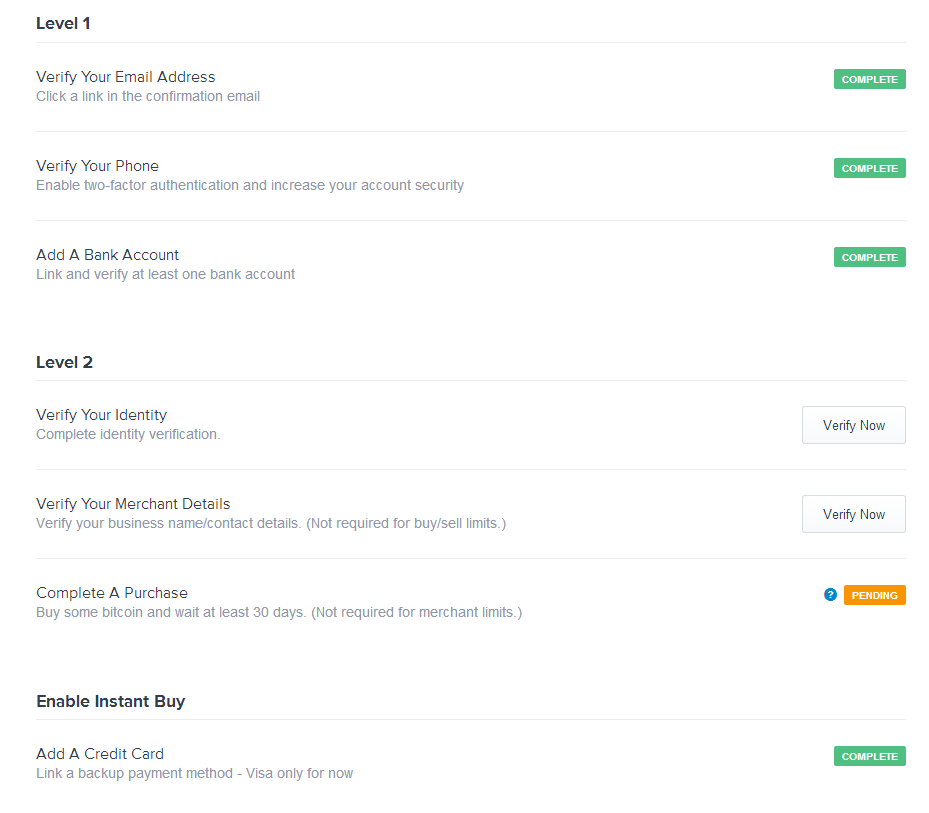 Level 1
Verify Your Email Address
COMPLETE
Click a link in the confirmation email
Verify Your Phone
COMPLETE
Enable two-factor authentication and increase your account security
Add A Bank Account
COMPLETE
Link and verify at least one bank account
Level 2
Verify Your Identity
Verify Now
Complete identity verification.
Verify Your Merchant Details
Verify Now
Verify your business name/contact details. (Not required for buy/sell limits.)
Complete A Purchase
? PENDING
Buy some bitcoin and wait at least 30 days. (Not required for merchant limits.)
Enable Instant Buy
Add A Credit Card
COMPLETE
Link a backup payment method - Visa only for now